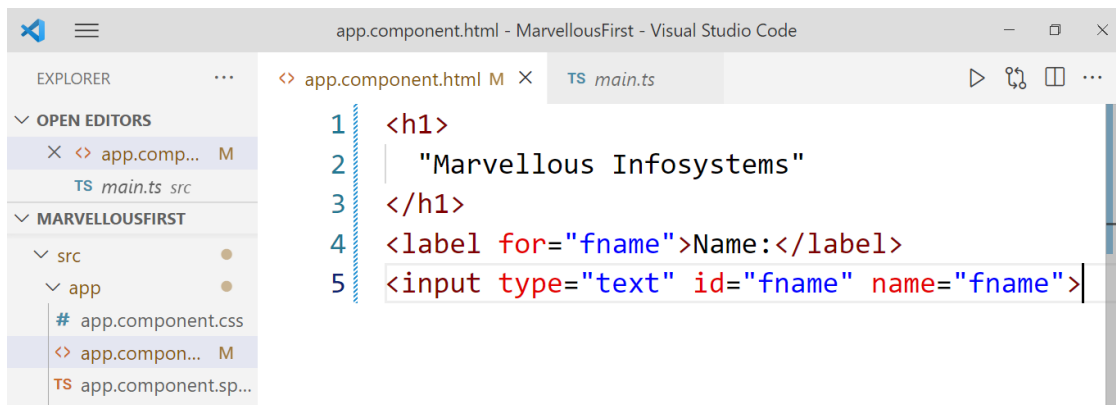 app.component.html - MarvellousFirst - Visual Studio Code
EXPLORER ...
<> app.component.html M
TS main.ts
OPEN EDITORS
<> app.comp... M
TS main.ts src
MARVELLOUSFIRST
src
app
# app.component.css
<> app.compon... M
TS app.component.sp...
1 <h1>
2 "Marvellous Infosystems"
3 </h1>
4 <label for="fname">Name:</label>
5 <input type="text" id="fname" name="fname">